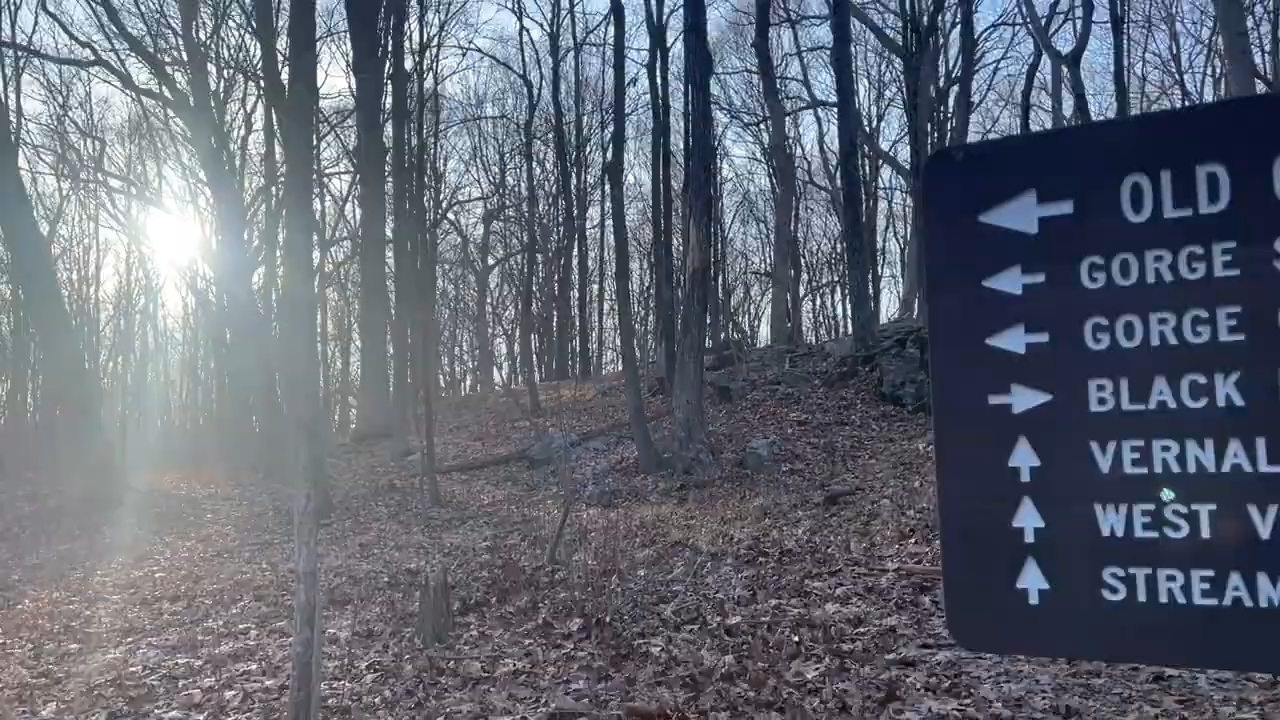 ← OLD
← GORGE
← GORGE
→ BLACK
↑ VERNAL
↑ WEST
↑ STREAM